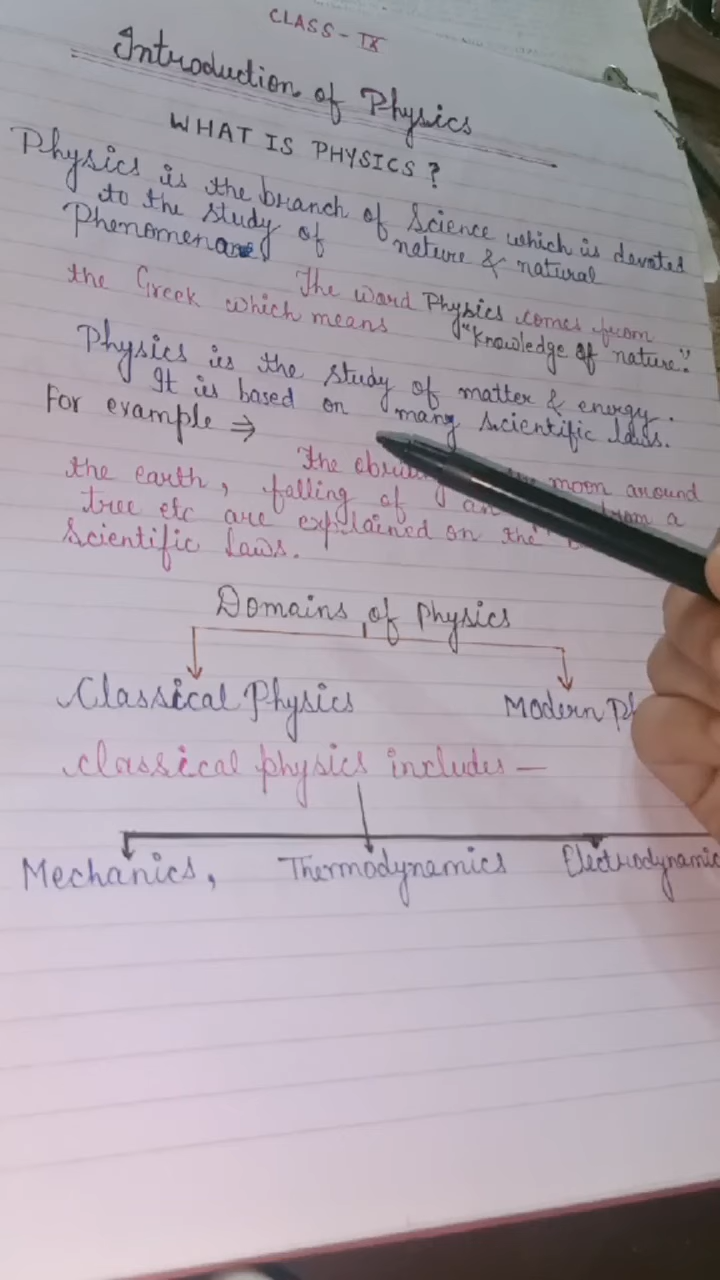 CLASS - IX
Introduction of Physics
WHAT IS PHYSICS?
Physics is the branch of Science which is devoted
to the study of nature & natural
Phenomena.
The word Physics comes from
the Greek which means "Knowledge of nature".
Physics is the study of matter & energy.
It is based on many scientific laws.
For example ⇒
The moon around
the earth, falling of an from a
tree etc are explained on the
Scientific laws.
Domains of Physics
Classical Physics Modern
Classical physics includes —
Mechanics, Thermodynamics Electrodynamic